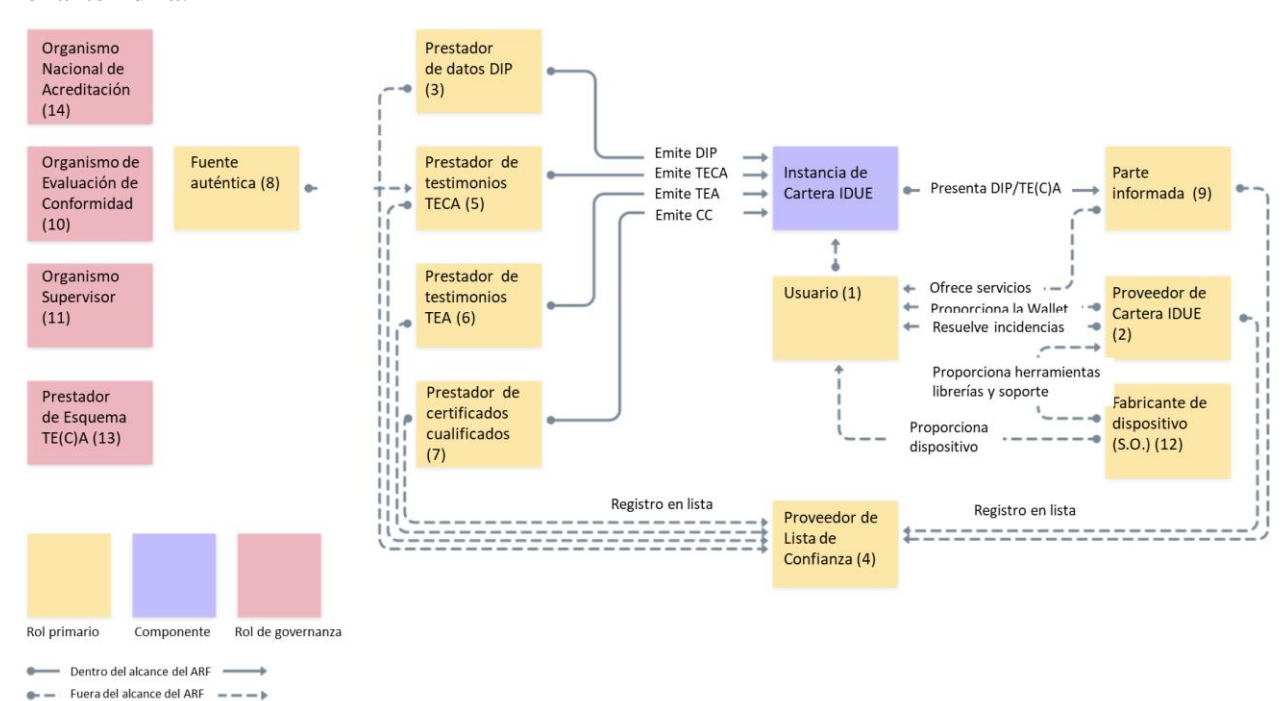 Organismo
Nacional de
Acreditación
(14)
Organismo de
Evaluación de
Conformidad
(10)
Organismo
Supervisor
(11)
Prestador
de Esquema
TE(C)A (13)
Fuente
auténtica (8)
Prestador
de datos DIP
(3)
Prestador de
testimonios
TECA (5)
Prestador de
testimonios
TEA (6)
Prestador de
certificados
cualificados
(7)
Emite DIP
Emite TECA
Emite TEA
Emite CC
Instancia de
Cartera IDUE
Presenta DIP/TE(C)A
Parte
informada (9)
Usuario (1)
Ofrece servicios
Proporciona la Wallet
Resuelve incidencias
Proveedor de
Cartera IDUE
(2)
Proporciona herramientas
librerías y soporte
Fabricante de
dispositivo
(S.O.) (12)
Proporciona
dispositivo
Registro en lista
Proveedor de
Lista de
Confianza (4)
Registro en lista
Rol primario
Componente
Rol de governanza
Dentro del alcance del ARF
Fuera del alcance del ARF